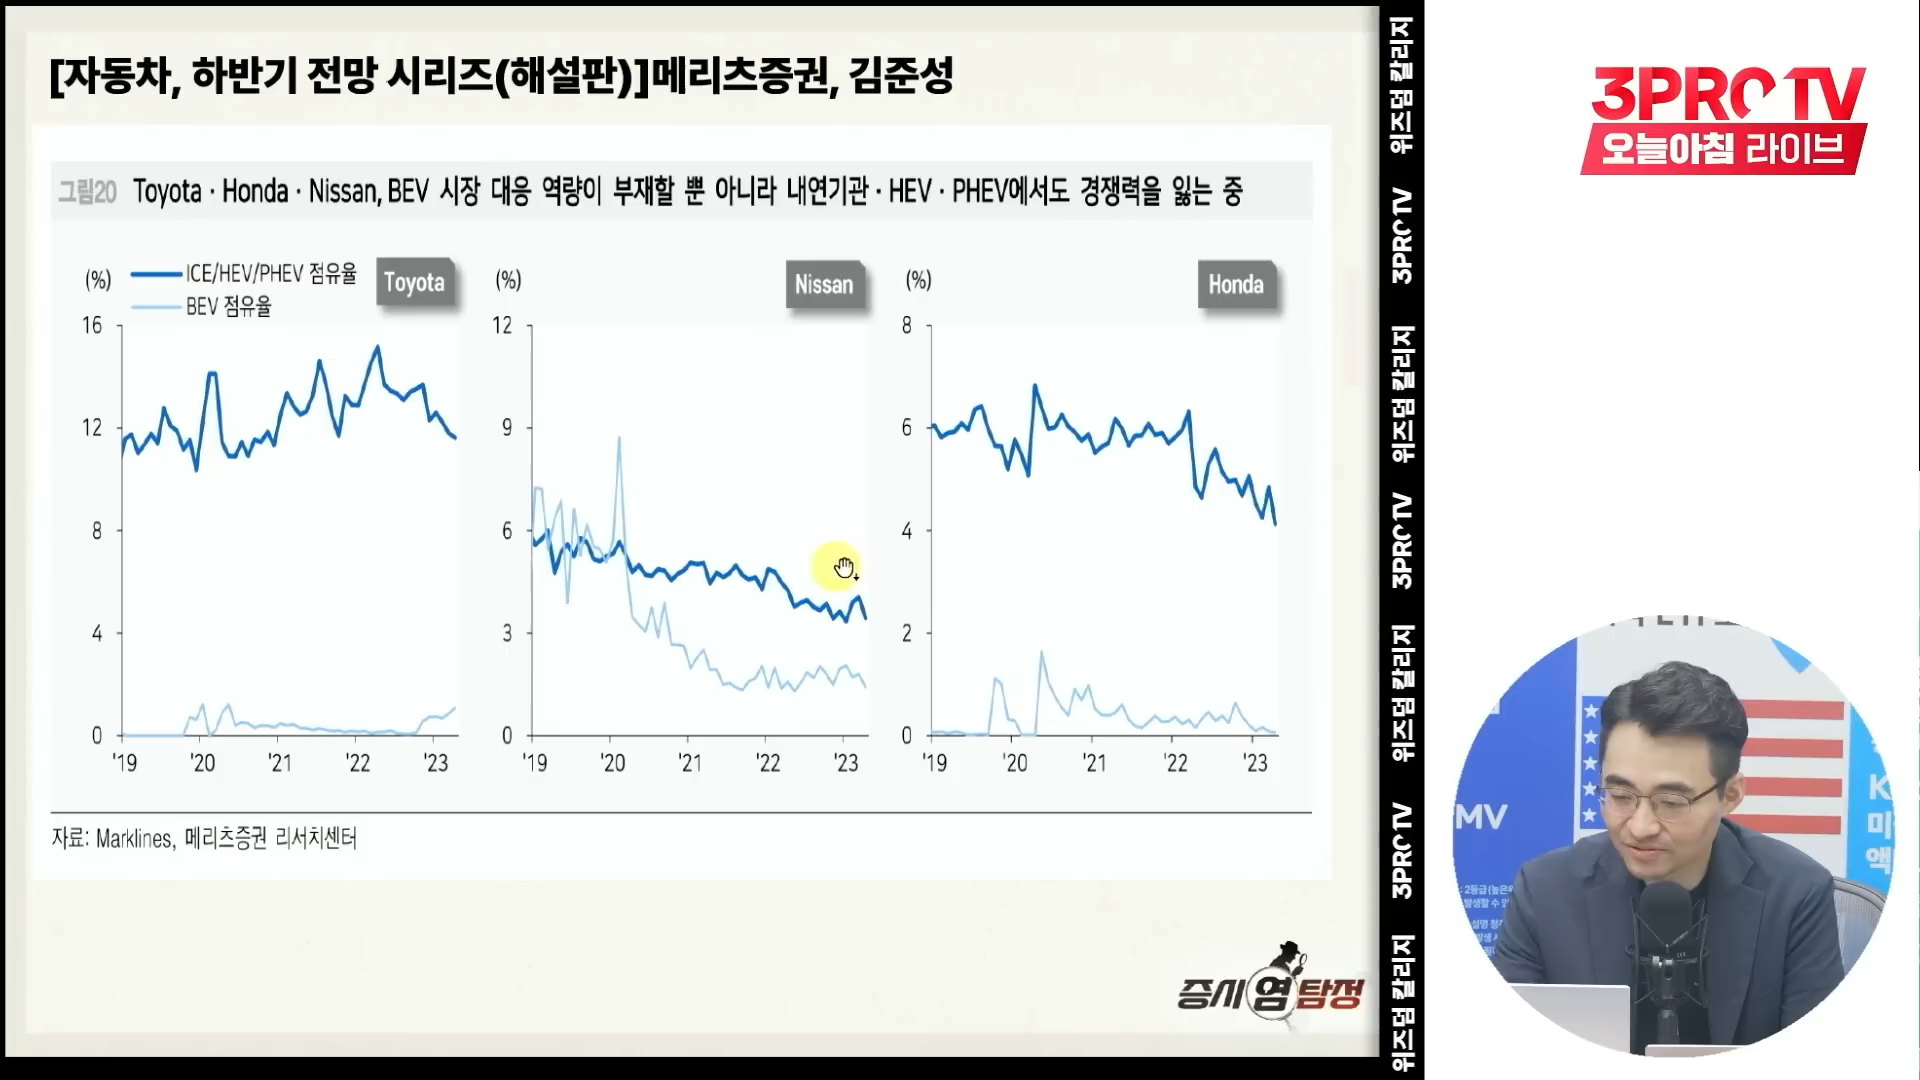 [자동차, 하반기 전망 시리즈(해설판)]메리츠증권, 김준성
그림20 Toyota · Honda · Nissan, BEV 시장 대응 역량이 부재할 뿐 아니라 내연기관 · HEV · PHEV에서도 경쟁력을 잃는 중
(%)
ICE/HEV/PHEV 점유율
BEV 점유율
Toyota
16
12
8
4
0
'19 '20 '21 '22 '23
(%)
Nissan
12
9
6
3
0
'19 '20 '21 '22 '23
(%)
Honda
8
6
4
2
0
'19 '20 '21 '22 '23
자료: Marklines, 메리츠증권 리서치센터
증시 염 탐정
위즈덤 칼리지
3PROTV
위즈덤 칼리지
3PROTV
위즈덤 칼리지
3PROTV
위즈덤 칼리지
3PROTV
오늘아침 라이브
MV
K
미
액